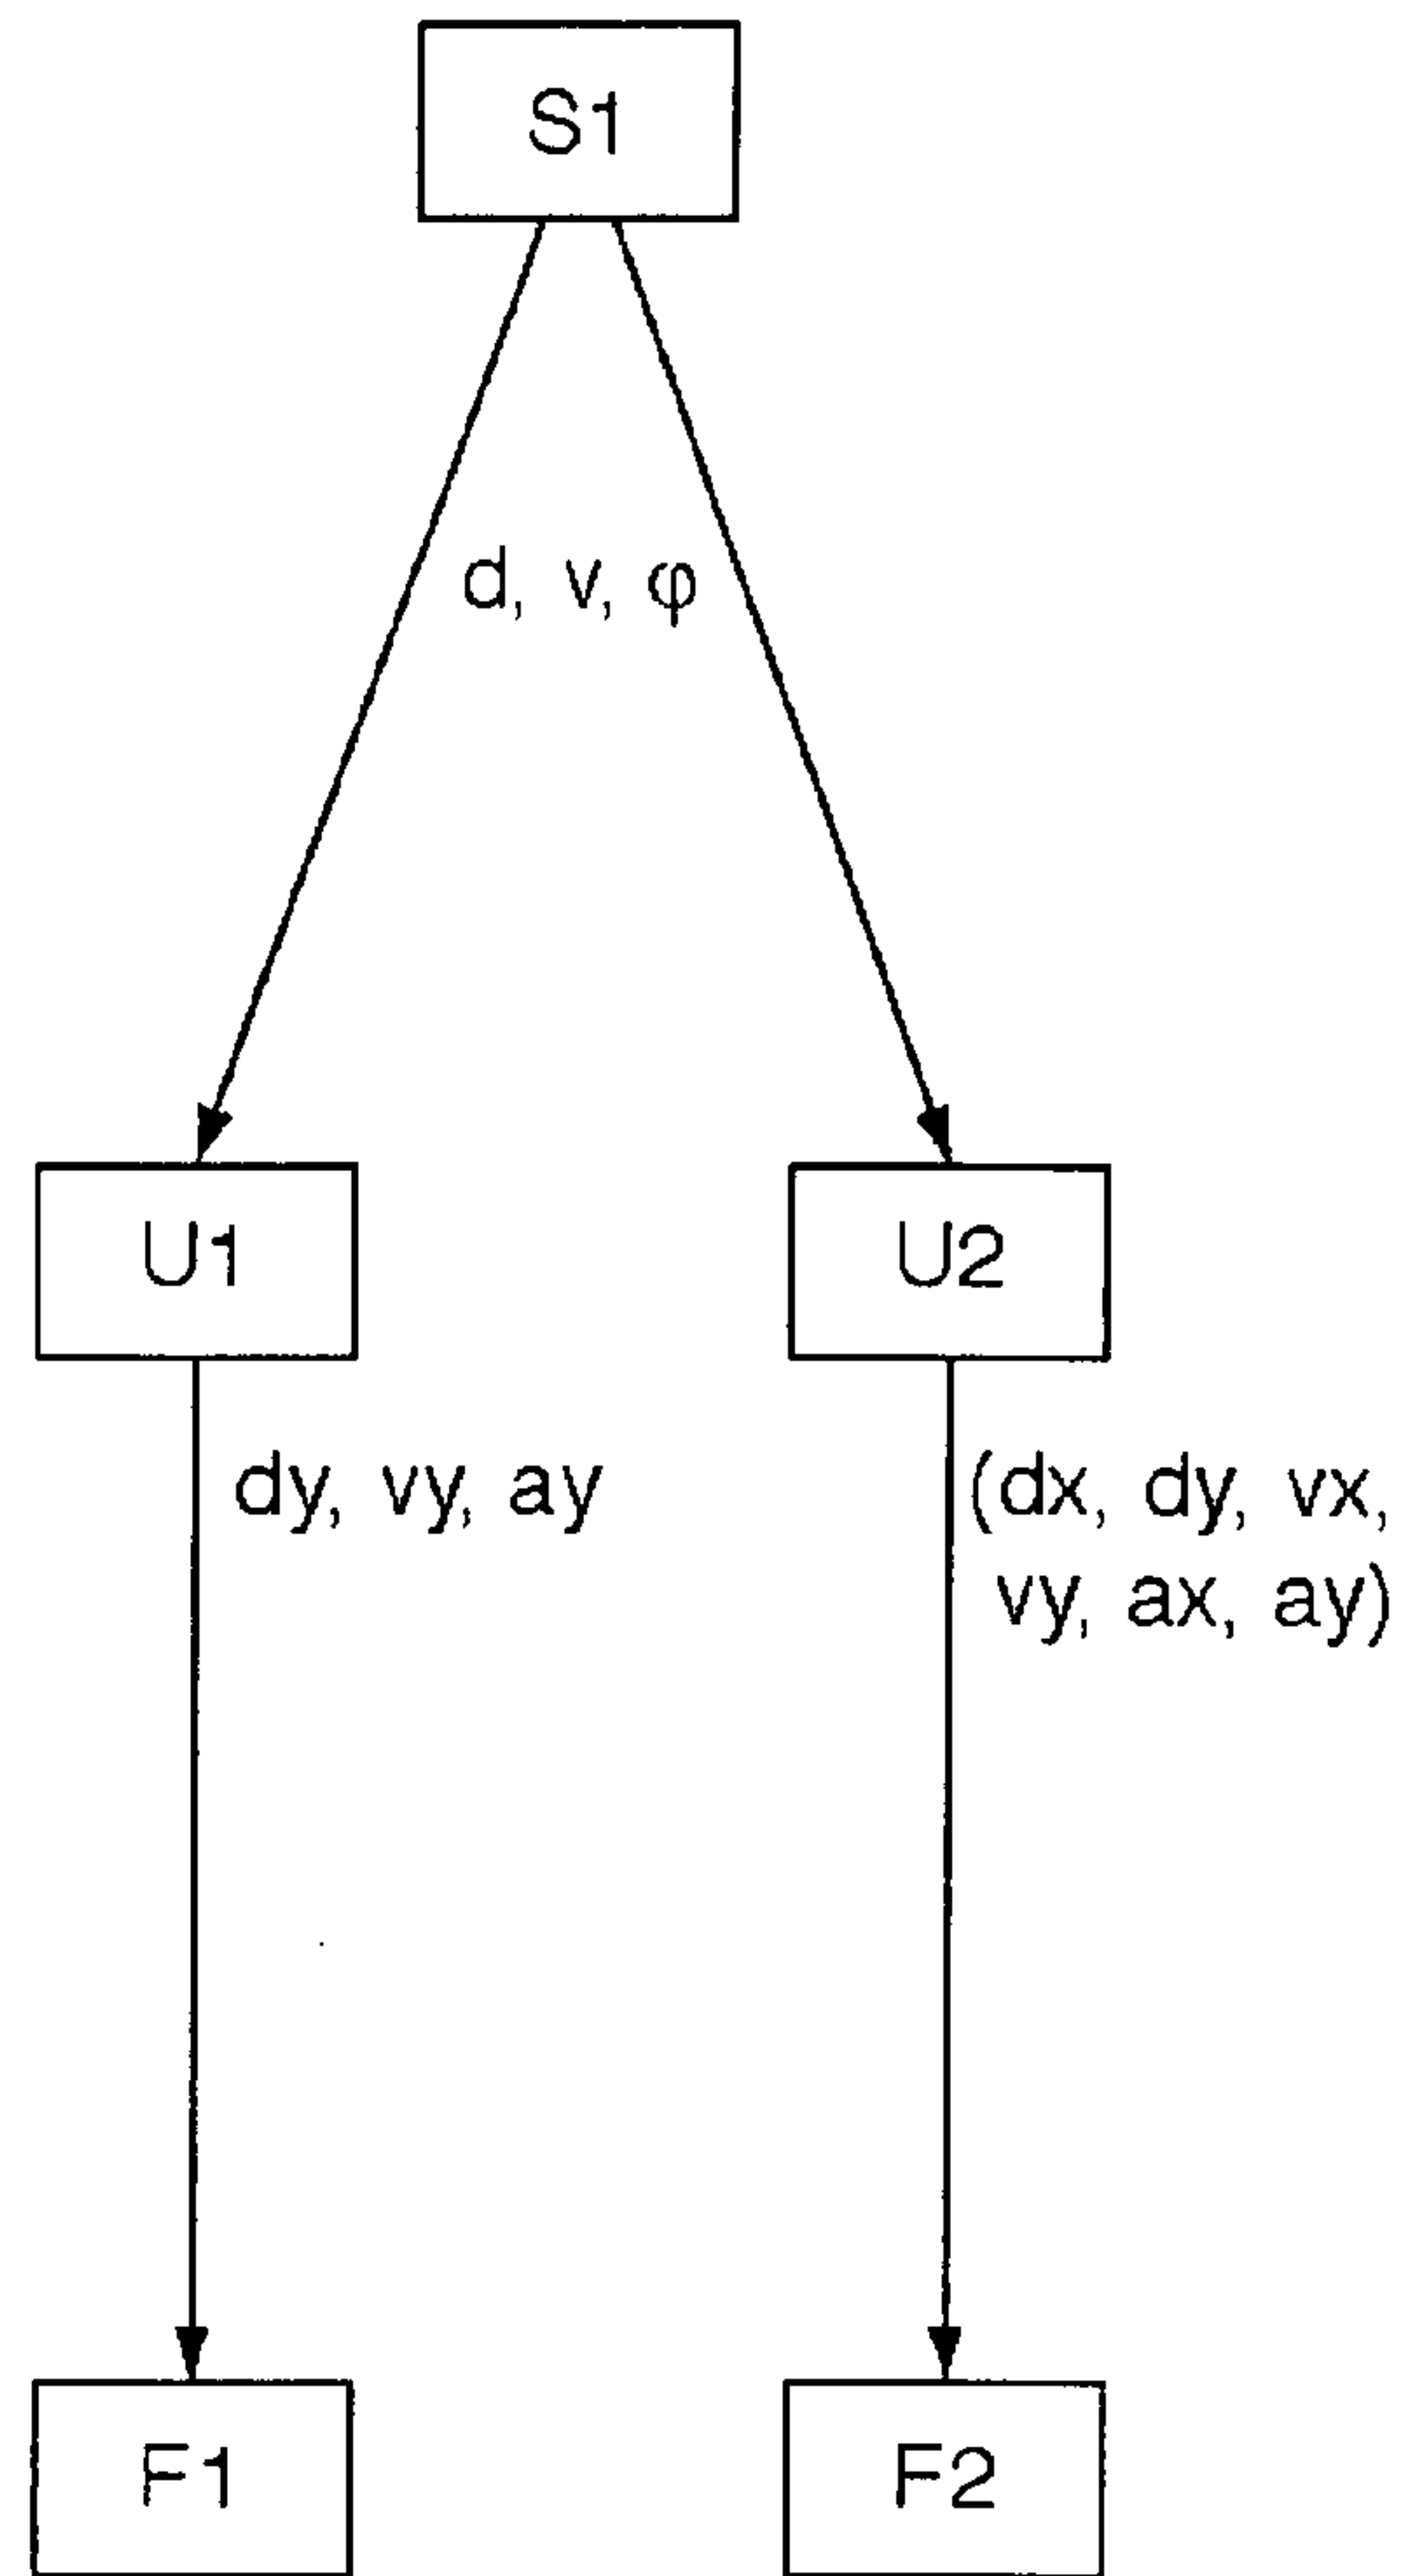 S1
d, v, φ
U1
U2
dy, vy, ay
(dx, dy, vx,
vy, ax, ay)
F1
F2